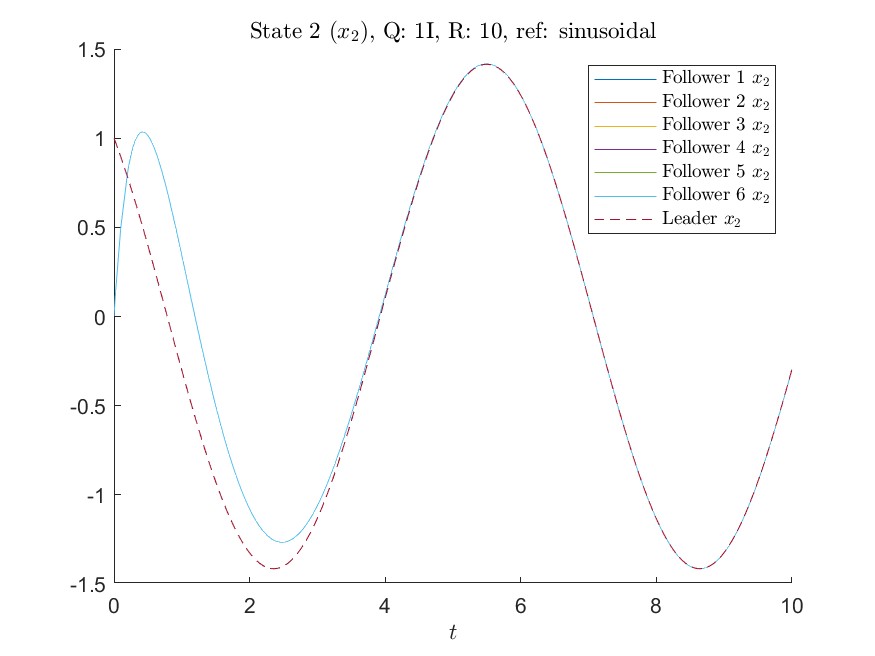 State 2 (x₂), Q: 1I, R: 10, ref: sinusoidal
1.5
1
0.5
0
-0.5
-1
-1.5
0 2 4 6 8 10
t
Follower 1 x₂
Follower 2 x₂
Follower 3 x₂
Follower 4 x₂
Follower 5 x₂
Follower 6 x₂
Leader x₂